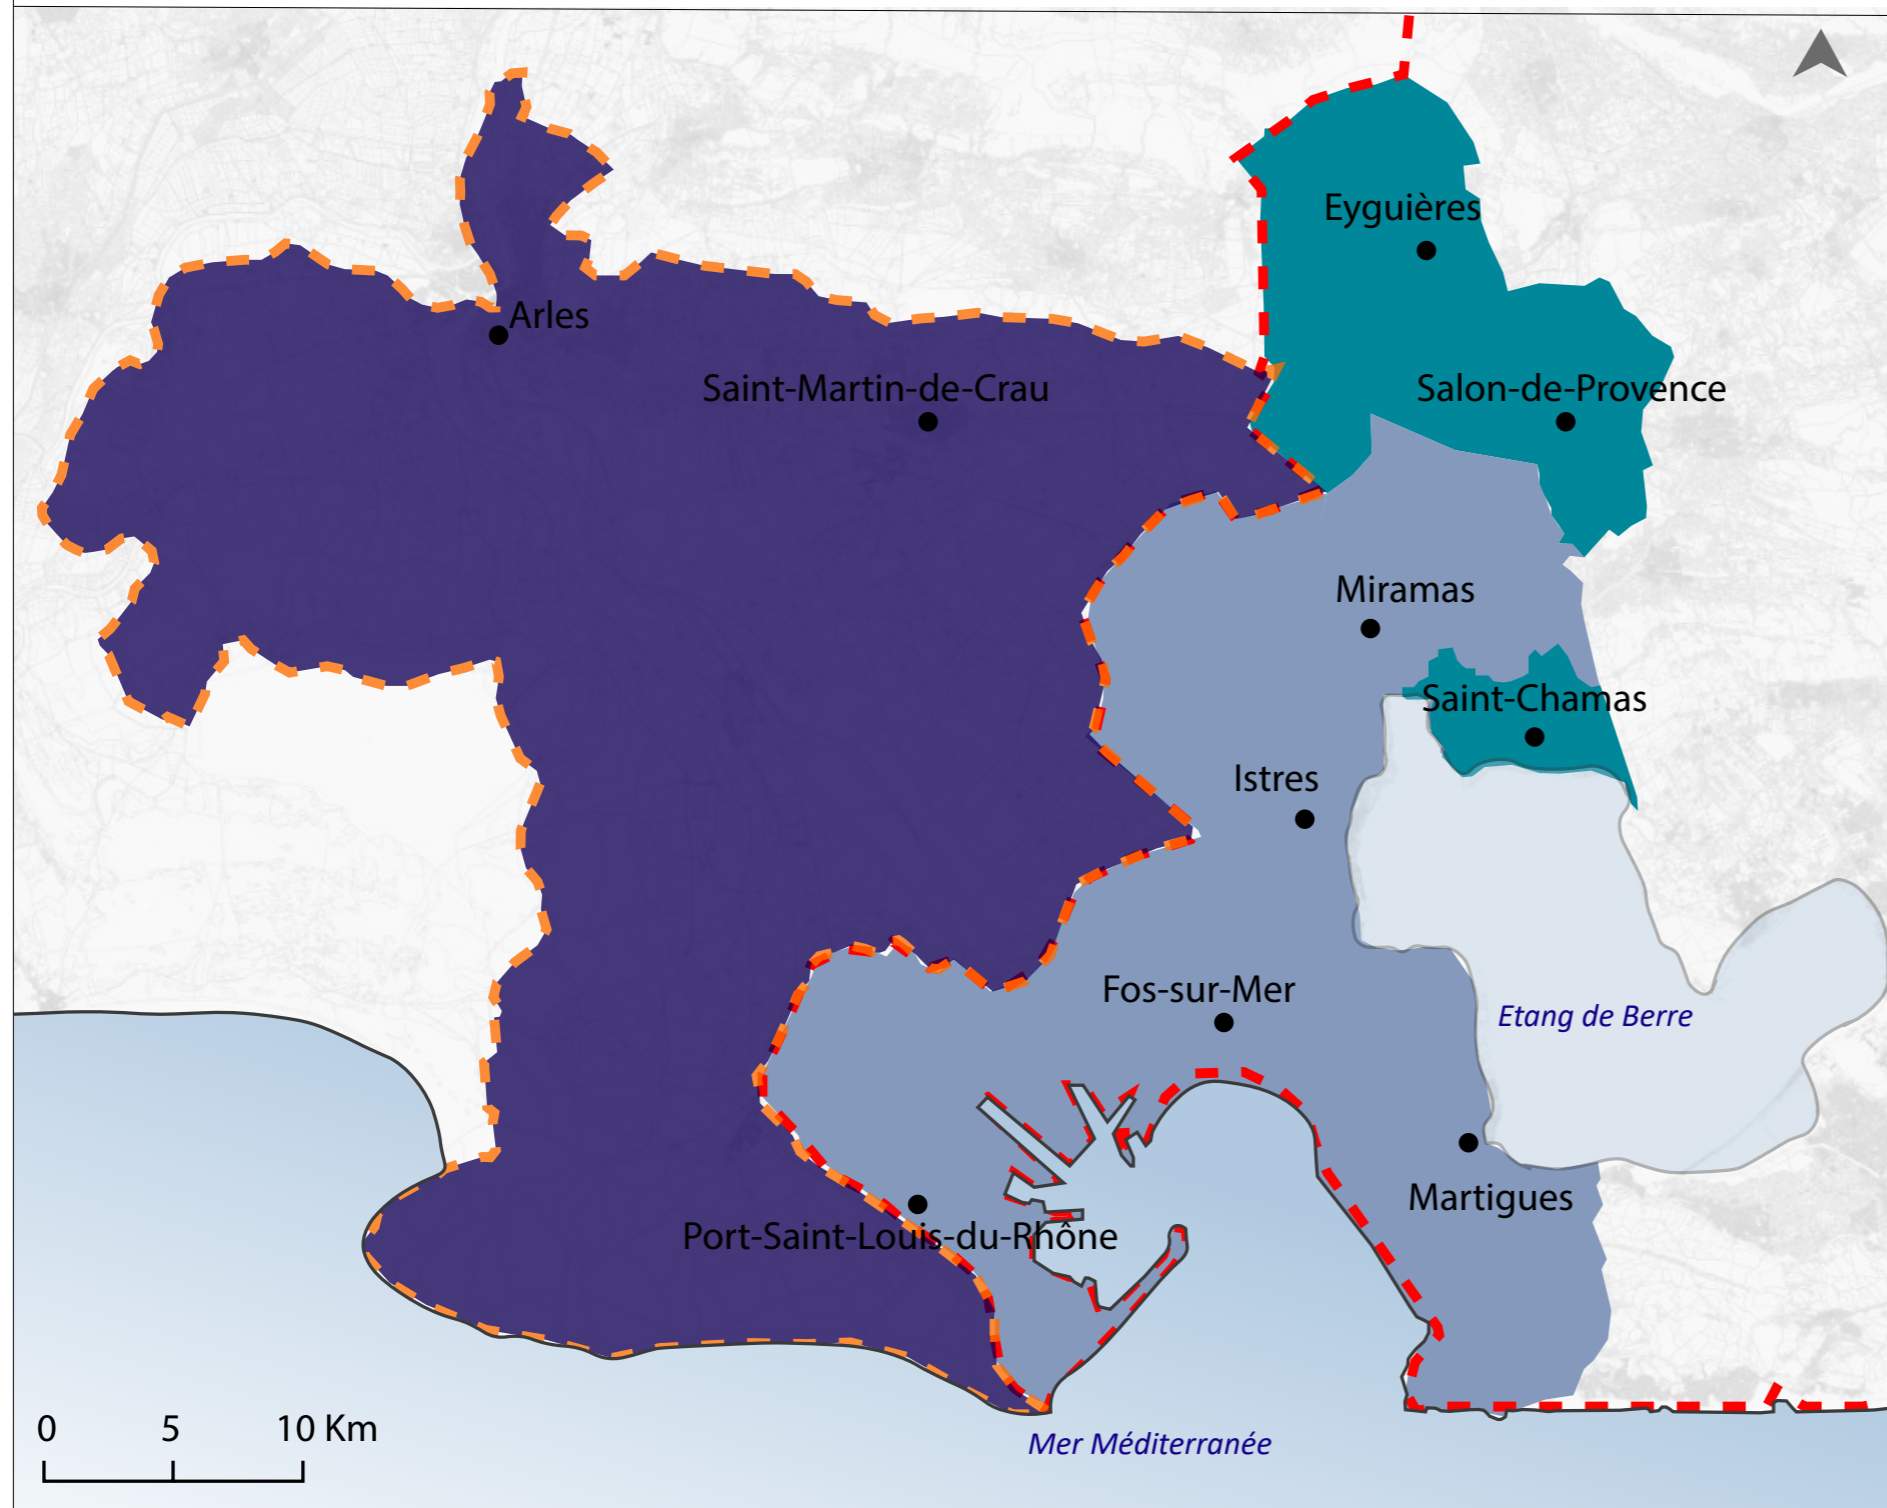 Eyguières
Arles
Saint-Martin-de-Crau
Salon-de-Provence
Miramas
Saint-Chamas
Istres
Fos-sur-Mer
Etang de Berre
Martigues
Port-Saint-Louis-du-Rhône
0 5 10 Km
Mer Méditerranée